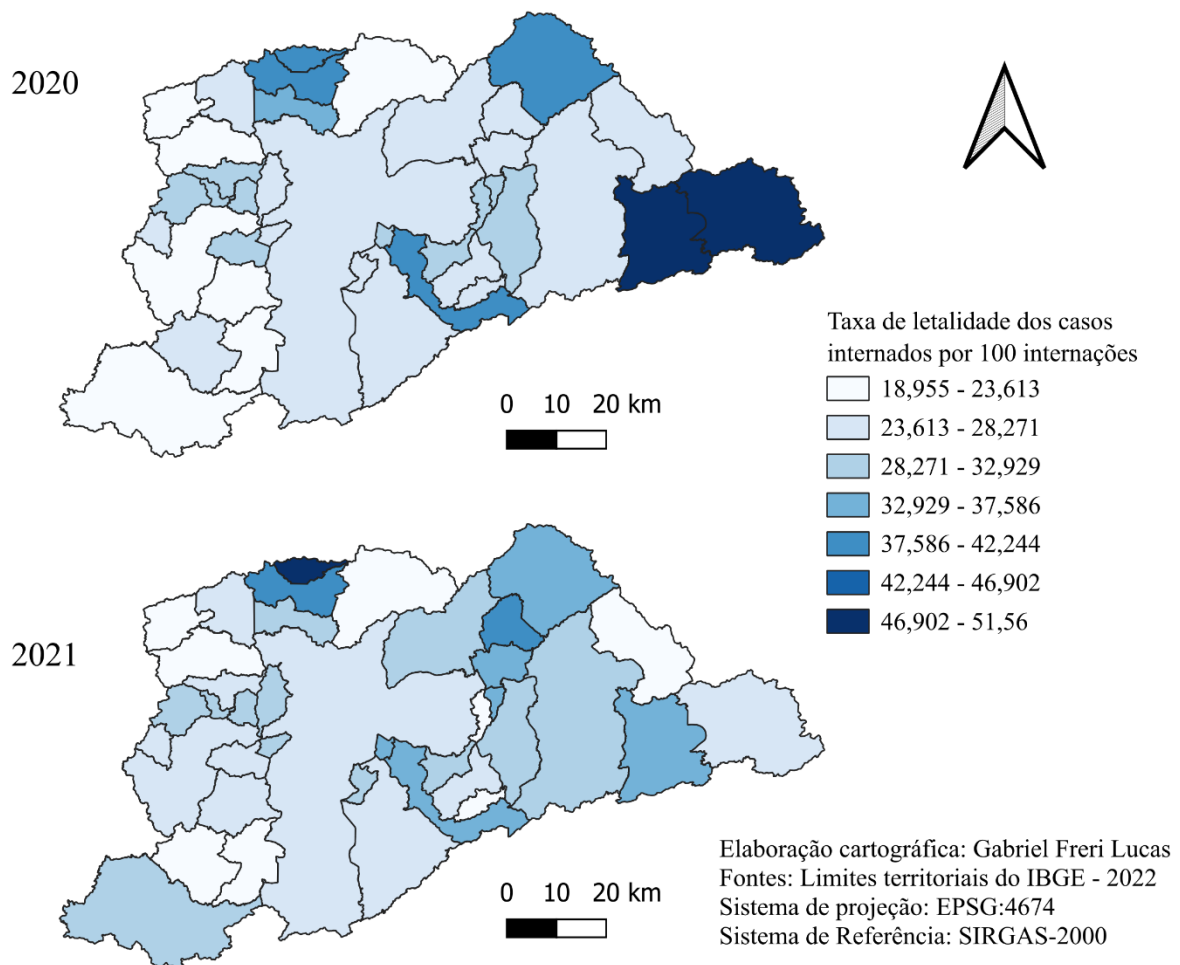 2020
0 10 20 km
Taxa de letalidade dos casos
internados por 100 internações
18,955 - 23,613
23,613 - 28,271
28,271 - 32,929
32,929 - 37,586
37,586 - 42,244
42,244 - 46,902
46,902 - 51,56
2021
0 10 20 km
Elaboração cartográfica: Gabriel Freri Lucas
Fontes: Limites territoriais do IBGE - 2022
Sistema de projeção: EPSG:4674
Sistema de Referência: SIRGAS-2000